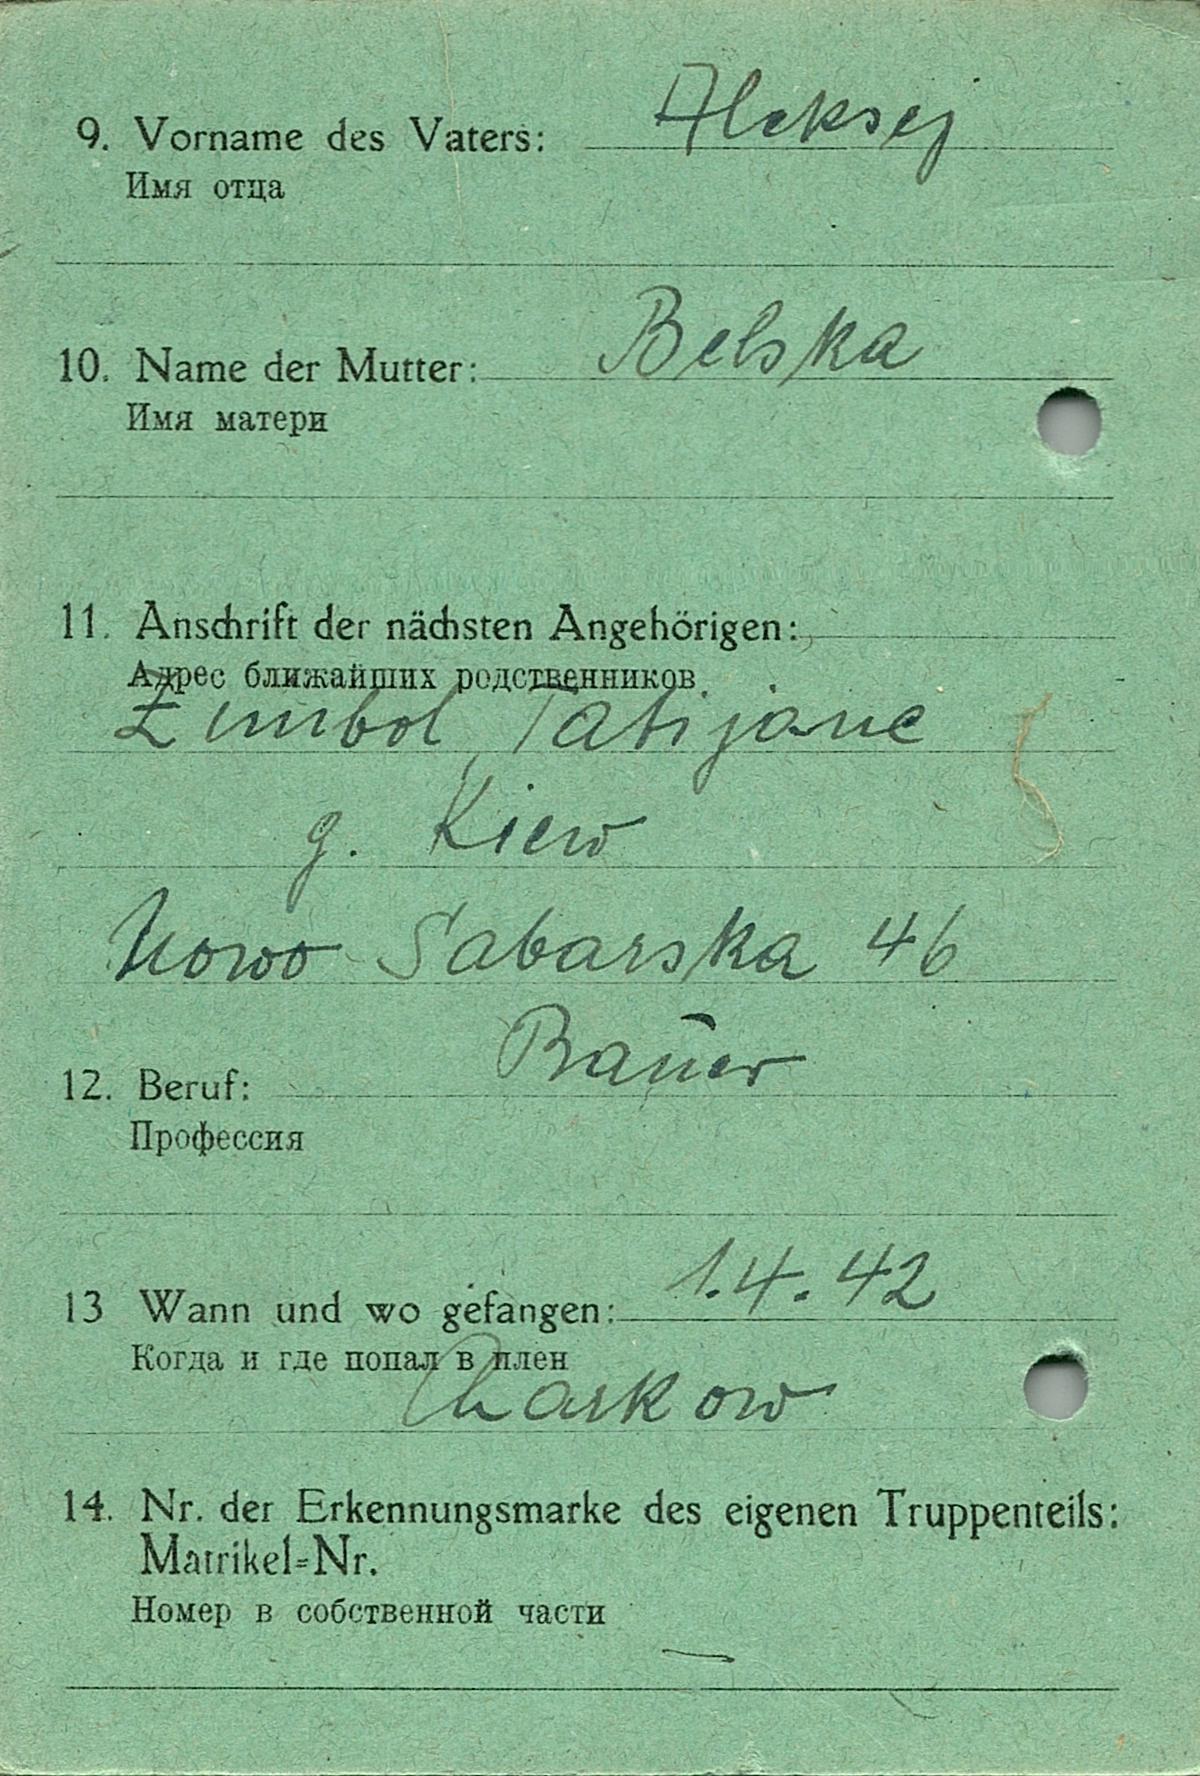 9. Vorname des Vaters: Aleksej
Имя отца
10. Name der Mutter: Belska
Имя матери
11. Anschrift der nächsten Angehörigen:
Адрес ближайших родственников
Zimbol, Tatijane
g. Kiew
Nowo Sabarska 46
12. Beruf: Bauer
Профессия
13 Wann und wo gefangen: 1.4.42
Когда и где попал в плен
Charkow
14. Nr. der Erkennungsmarke des eigenen Truppenteils:
Matrikel=Nr.
Номер в собственной части
—